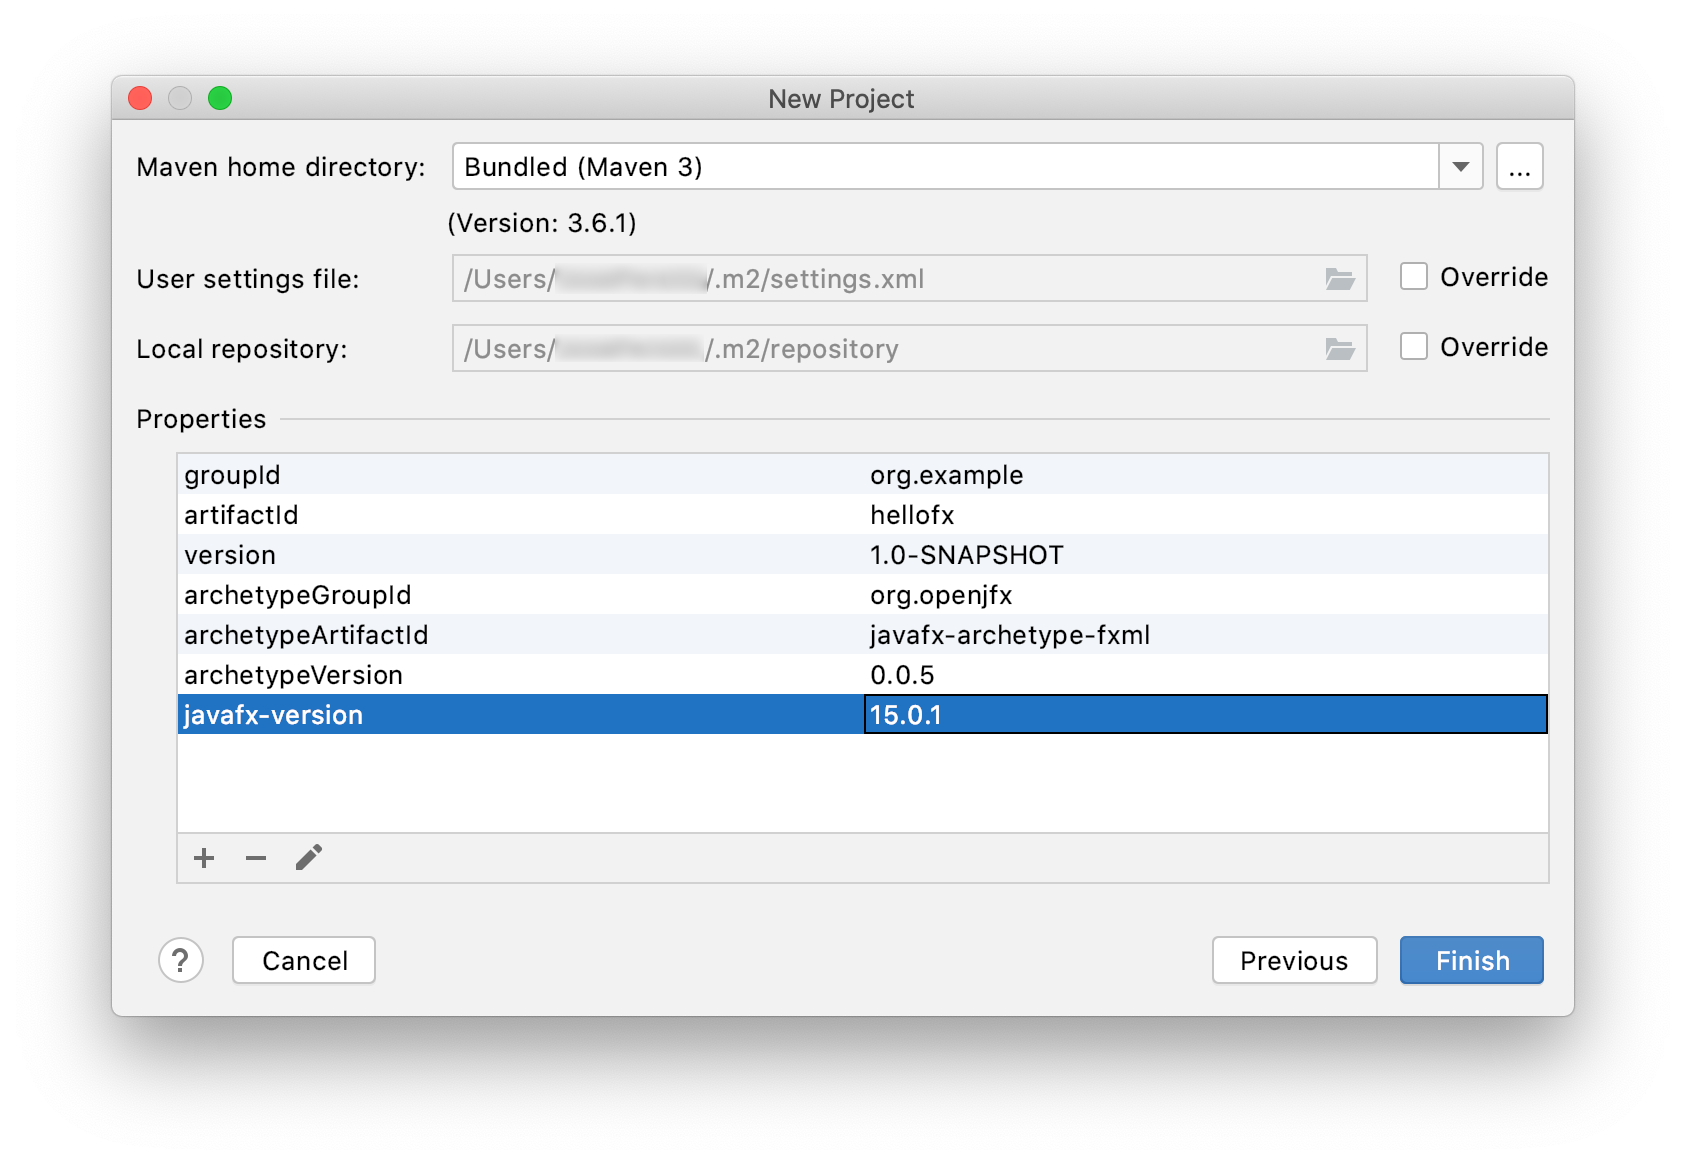 New Project
Maven home directory: Bundled (Maven 3) ...
(Version: 3.6.1)
User settings file: /Users/ /.m2/settings.xml Override
Local repository: /Users/ /.m2/repository Override
Properties
groupId org.example
artifactId hellofx
version 1.0-SNAPSHOT
archetypeGroupId org.openjfx
archetypeArtifactId javafx-archetype-fxml
archetypeVersion 0.0.5
javafx-version 15.0.1
? Cancel Previous Finish